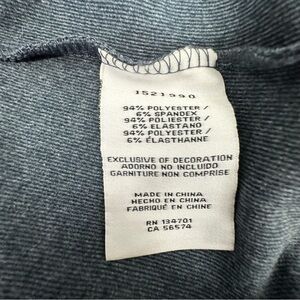 1521990
94% POLYESTER /
6% SPANDEX
94% POLIESTER /
6% ELASTANO
94% POLYESTER /
6% ÉLASTHANNE
EXCLUSIVE OF DECORATION
ADORNO NO INCLUIDO
GARNITURE NON COMPRISE
MADE IN CHINA
HECHO EN CHINA
FABRIQUÉ EN CHINE
RN 134701
CA 56574